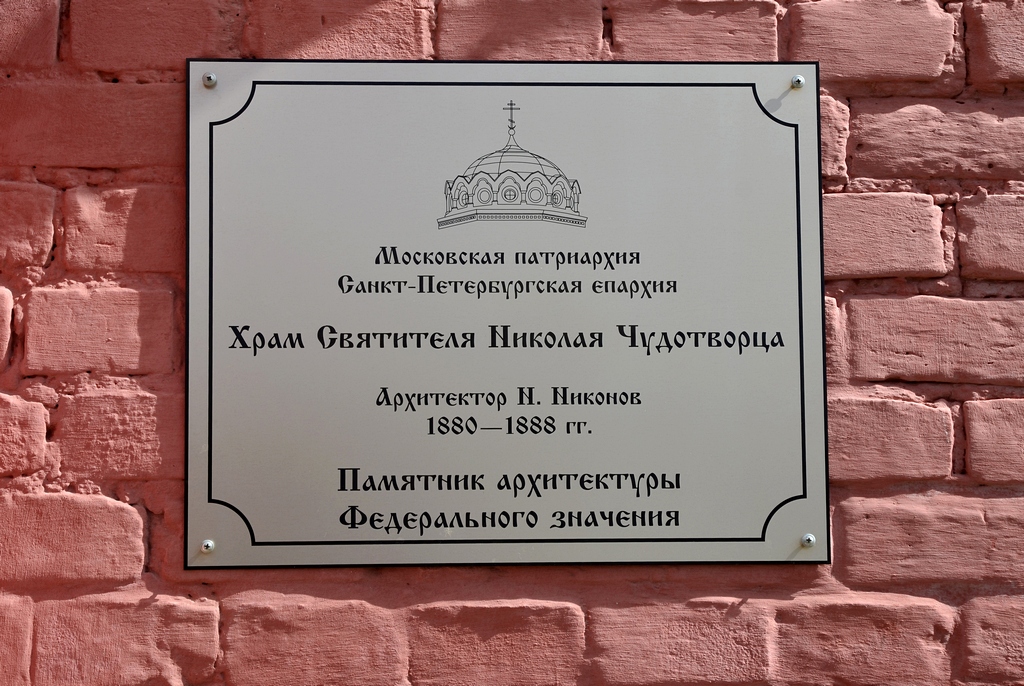 Московская патриархия
Санкт-Петербургская епархия
Храм Святителя Николая Чудотворца
Архитектор Н. Никонов
1880—1888 гг.
Памятник архитектуры
Федерального значения